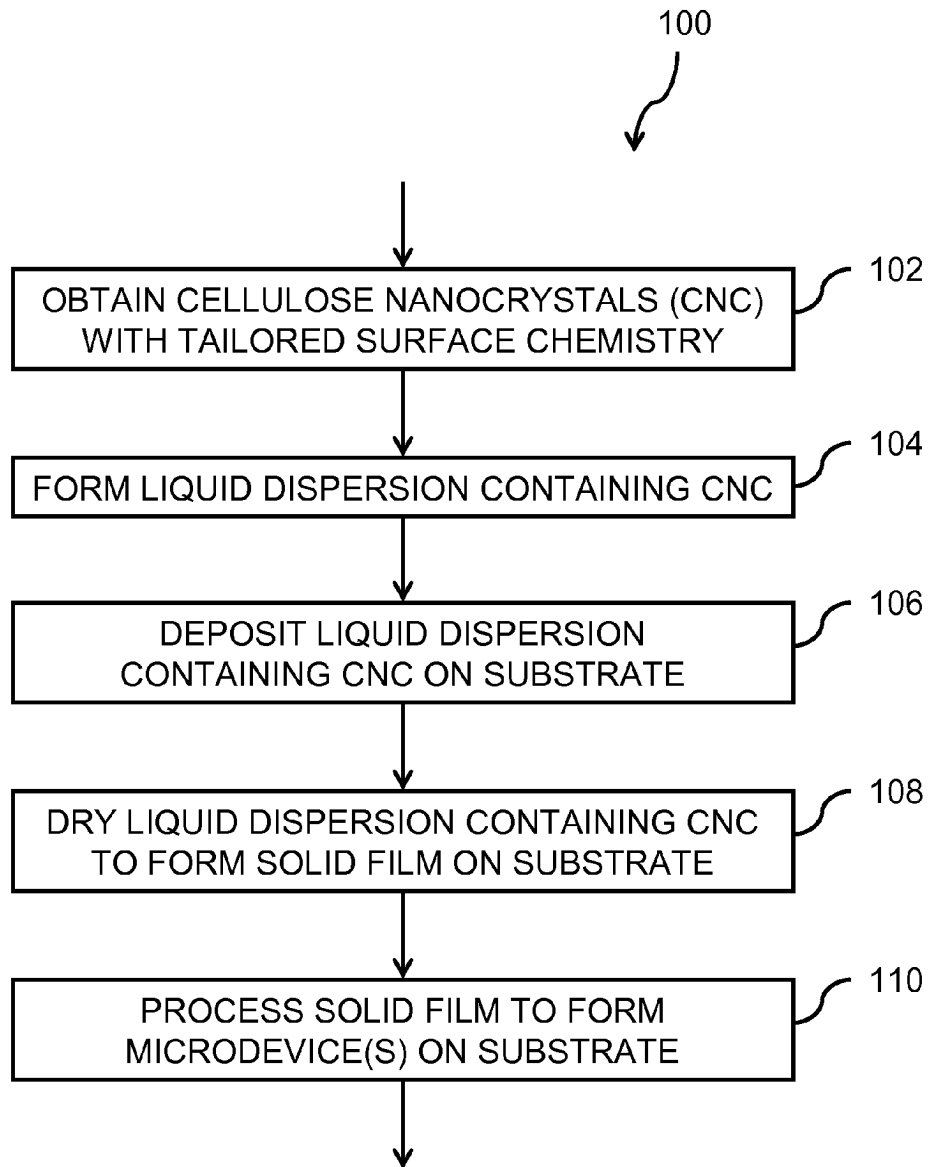 100
OBTAIN CELLULOSE NANOCRYSTALS (CNC)
WITH TAILORED SURFACE CHEMISTRY
102
FORM LIQUID DISPERSION CONTAINING CNC
104
DEPOSIT LIQUID DISPERSION
CONTAINING CNC ON SUBSTRATE
106
DRY LIQUID DISPERSION CONTAINING CNC
TO FORM SOLID FILM ON SUBSTRATE
108
PROCESS SOLID FILM TO FORM
MICRODEVICE(S) ON SUBSTRATE
110